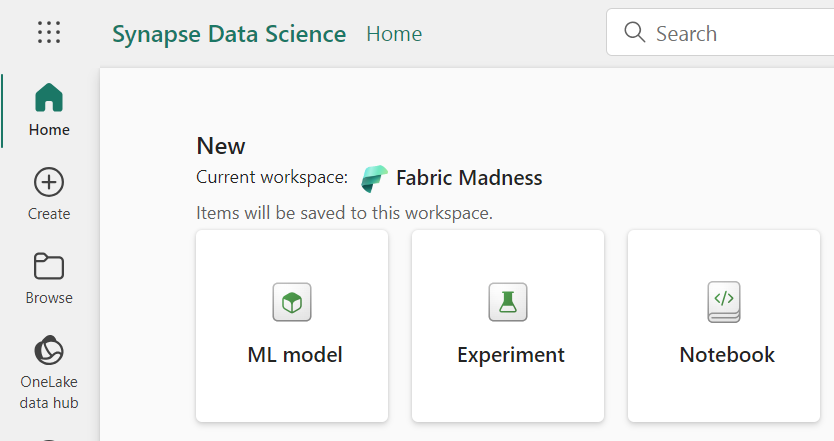 Synapse Data Science Home
Search
Home
Create
Browse
OneLake
data hub
New
Current workspace: Fabric Madness
Items will be saved to this workspace.
ML model
Experiment
Notebook